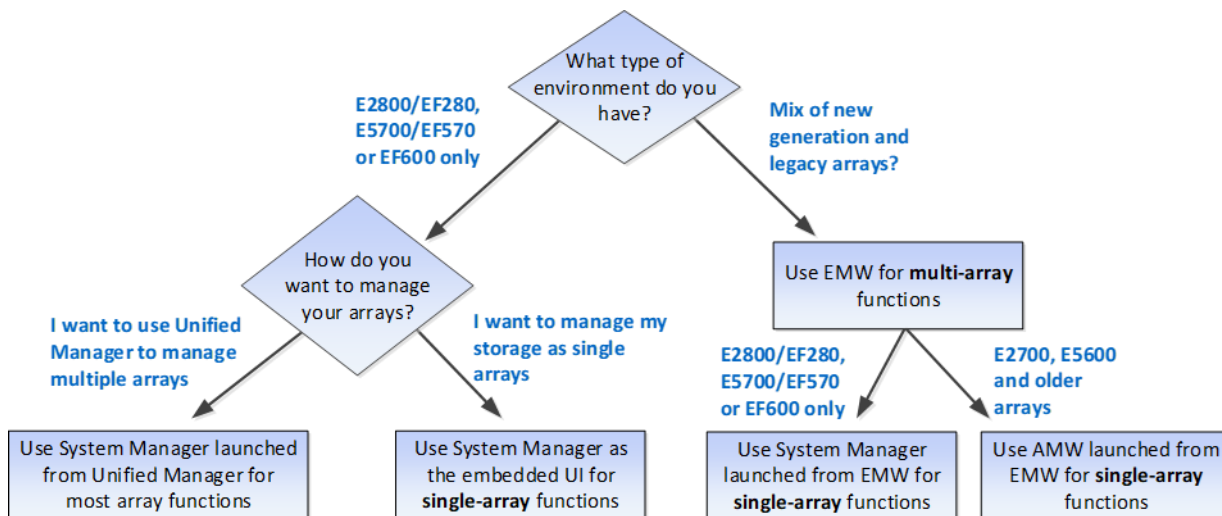 What type of
environment do you
have?
E2800/EF280,
E5700/EF570
or EF600 only
Mix of new
generation and
legacy arrays?
How do you
want to manage
your arrays?
Use EMW for multi-array
functions
I want to use Unified
Manager to manage
multiple arrays
I want to manage my
storage as single
arrays
E2800/EF280,
E5700/EF570
or EF600 only
E2700, E5600
and older
arrays
Use System Manager launched
from Unified Manager for
most array functions
Use System Manager as
the embedded UI for
single-array functions
Use System Manager
launched from EMW for
single-array functions
Use AMW launched from
EMW for single-array
functions